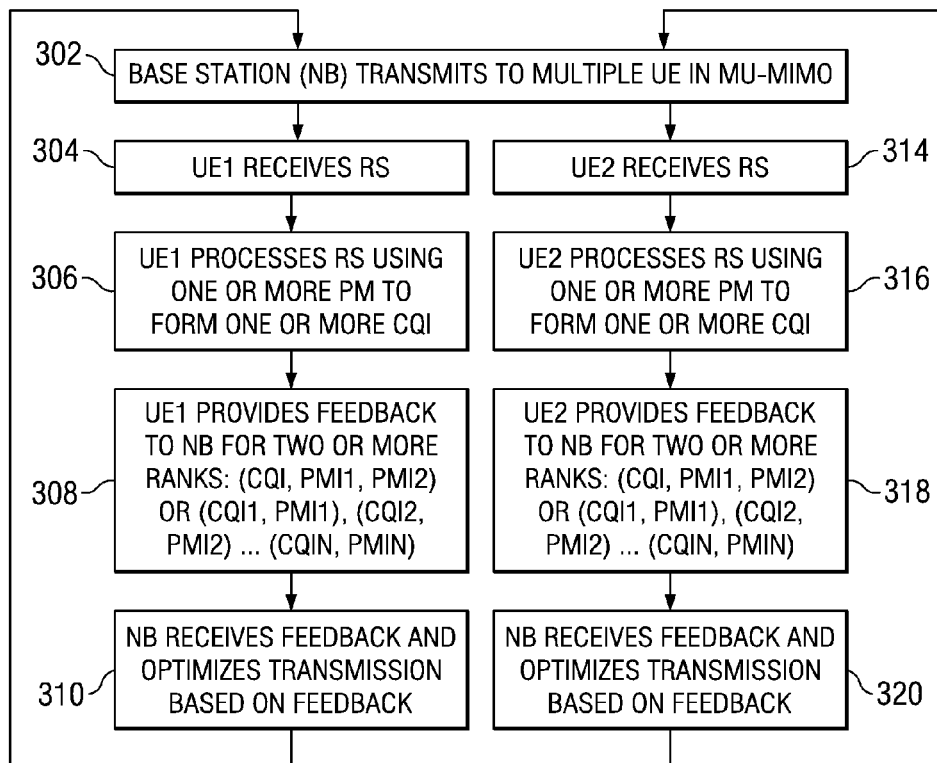 302
BASE STATION (NB) TRANSMITS TO MULTIPLE UE IN MU-MIMO
304
UE1 RECEIVES RS
UE2 RECEIVES RS
314
306
UE1 PROCESSES RS USING
ONE OR MORE PM TO
FORM ONE OR MORE CQI
UE2 PROCESSES RS USING
ONE OR MORE PM TO
FORM ONE OR MORE CQI
316
308
UE1 PROVIDES FEEDBACK
TO NB FOR TWO OR MORE
RANKS: (CQI, PMI1, PMI2)
OR (CQI1, PMI1), (CQI2,
PMI2) ... (CQIN, PMIN)
UE2 PROVIDES FEEDBACK
TO NB FOR TWO OR MORE
RANKS: (CQI, PMI1, PMI2)
OR (CQI1, PMI1), (CQI2,
PMI2) ... (CQIN, PMIN)
318
310
NB RECEIVES FEEDBACK AND
OPTIMIZES TRANSMISSION
BASED ON FEEDBACK
NB RECEIVES FEEDBACK AND
OPTIMIZES TRANSMISSION
BASED ON FEEDBACK
320